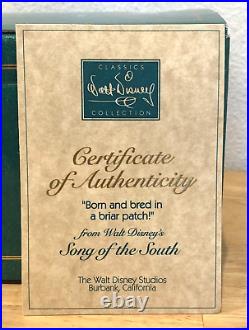 CLASSICS
Walt Disney
COLLECTION
Certificate
of Authenticity
"Born and bred in
a briar patch!"
from Walt Disney's
Song of the South
The Walt Disney Studios
Burbank, California